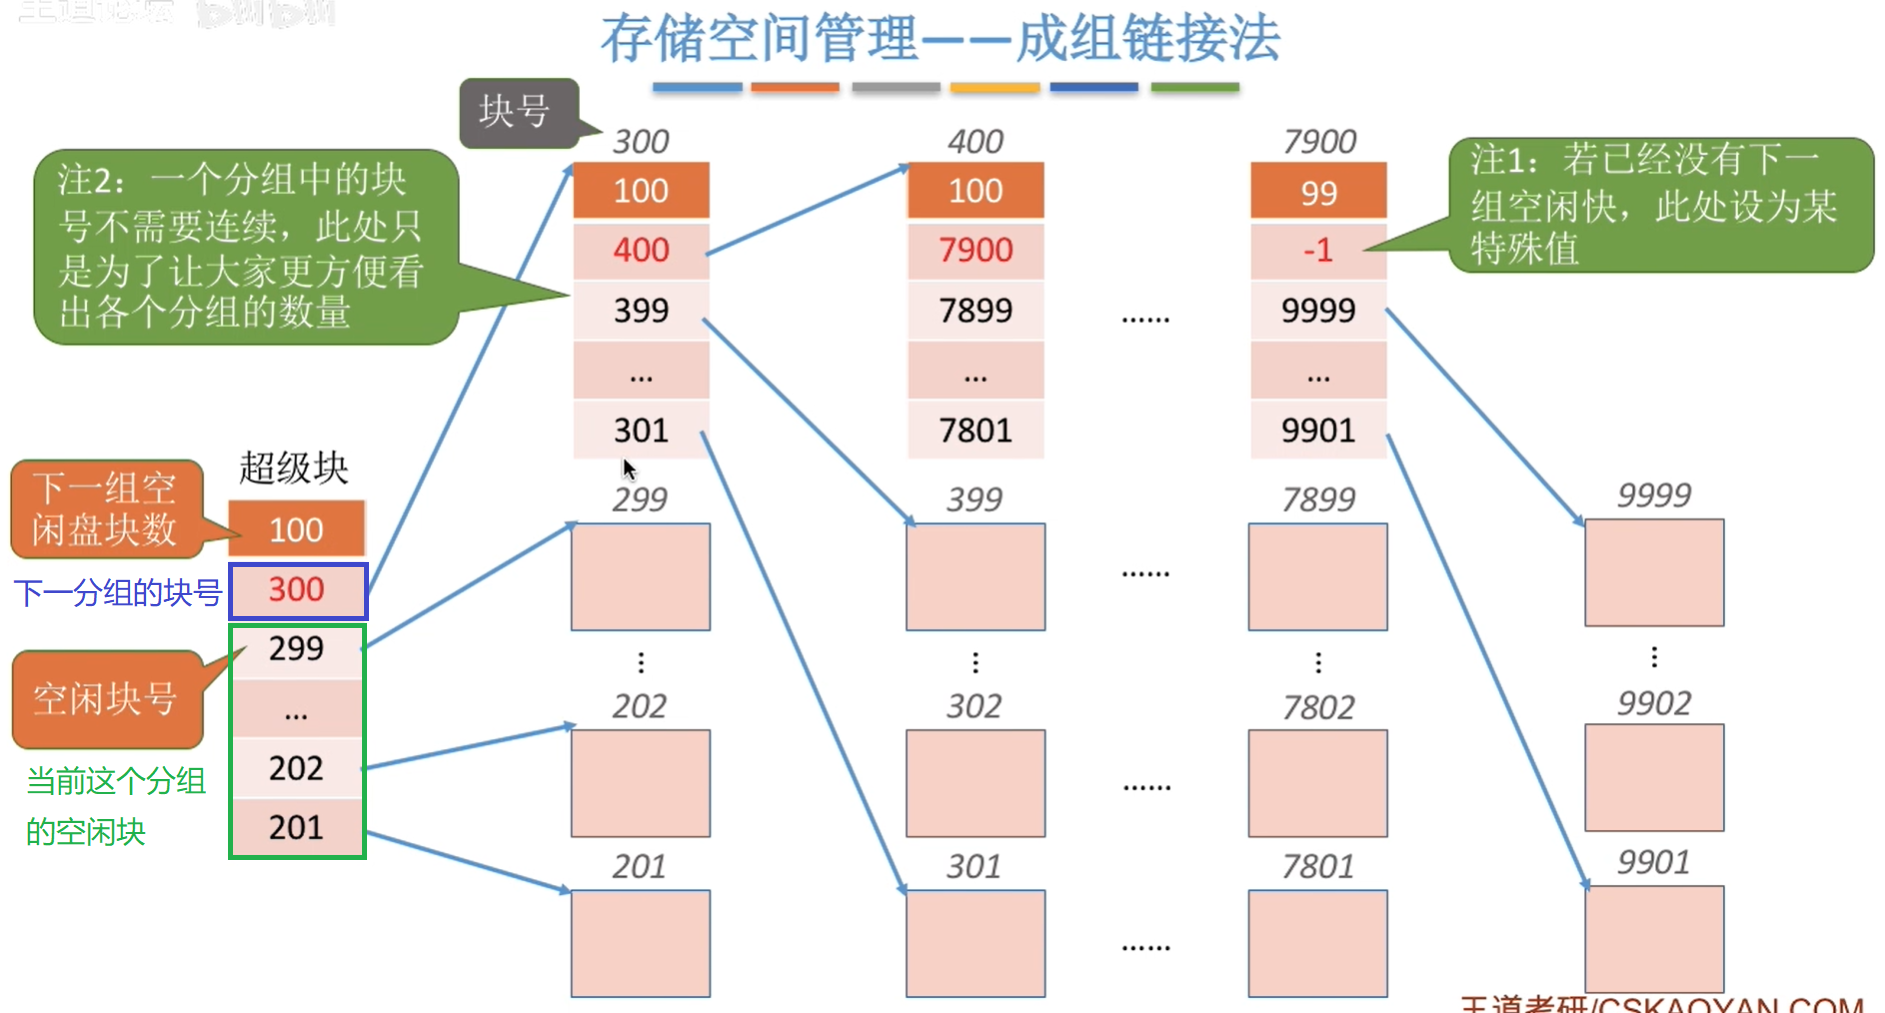 存储空间管理——成组链接法
块号
300
400
7900
注2：一个分组中的块
号不需要连续，此处只
是为了让大家更方便看
出各个分组的数量
注1：若已经没有下一
组空闲快，此处设为某
特殊值
100
400
399
...
301
100
7900
7899
...
7801
......
99
-1
9999
...
9901
超级块
下一组空
闲盘块数
100
下一分组的块号
300
空闲块号
299
...
202
201
当前这个分组
的空闲块
299
399
7899
9999
......
⋮
⋮
⋮
⋮
202
302
7802
9902
......
201
301
7801
9901
......
王道考研/CSKAOYAN.COM